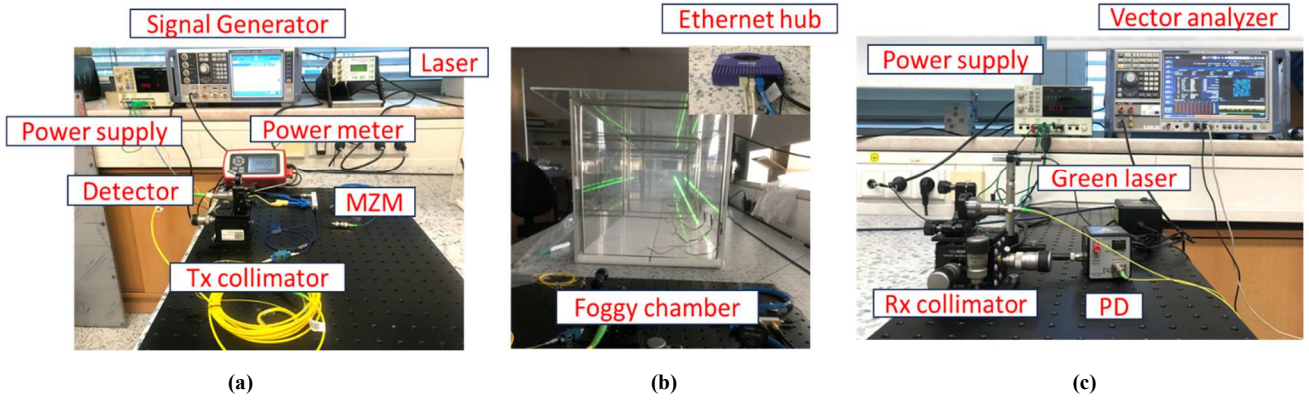 Signal Generator
Laser
Power supply
Power meter
Detector
MZM
Tx collimator
(a)
Ethernet hub
Foggy chamber
(b)
Vector analyzer
Power supply
Green laser
Rx collimator
PD
(c)